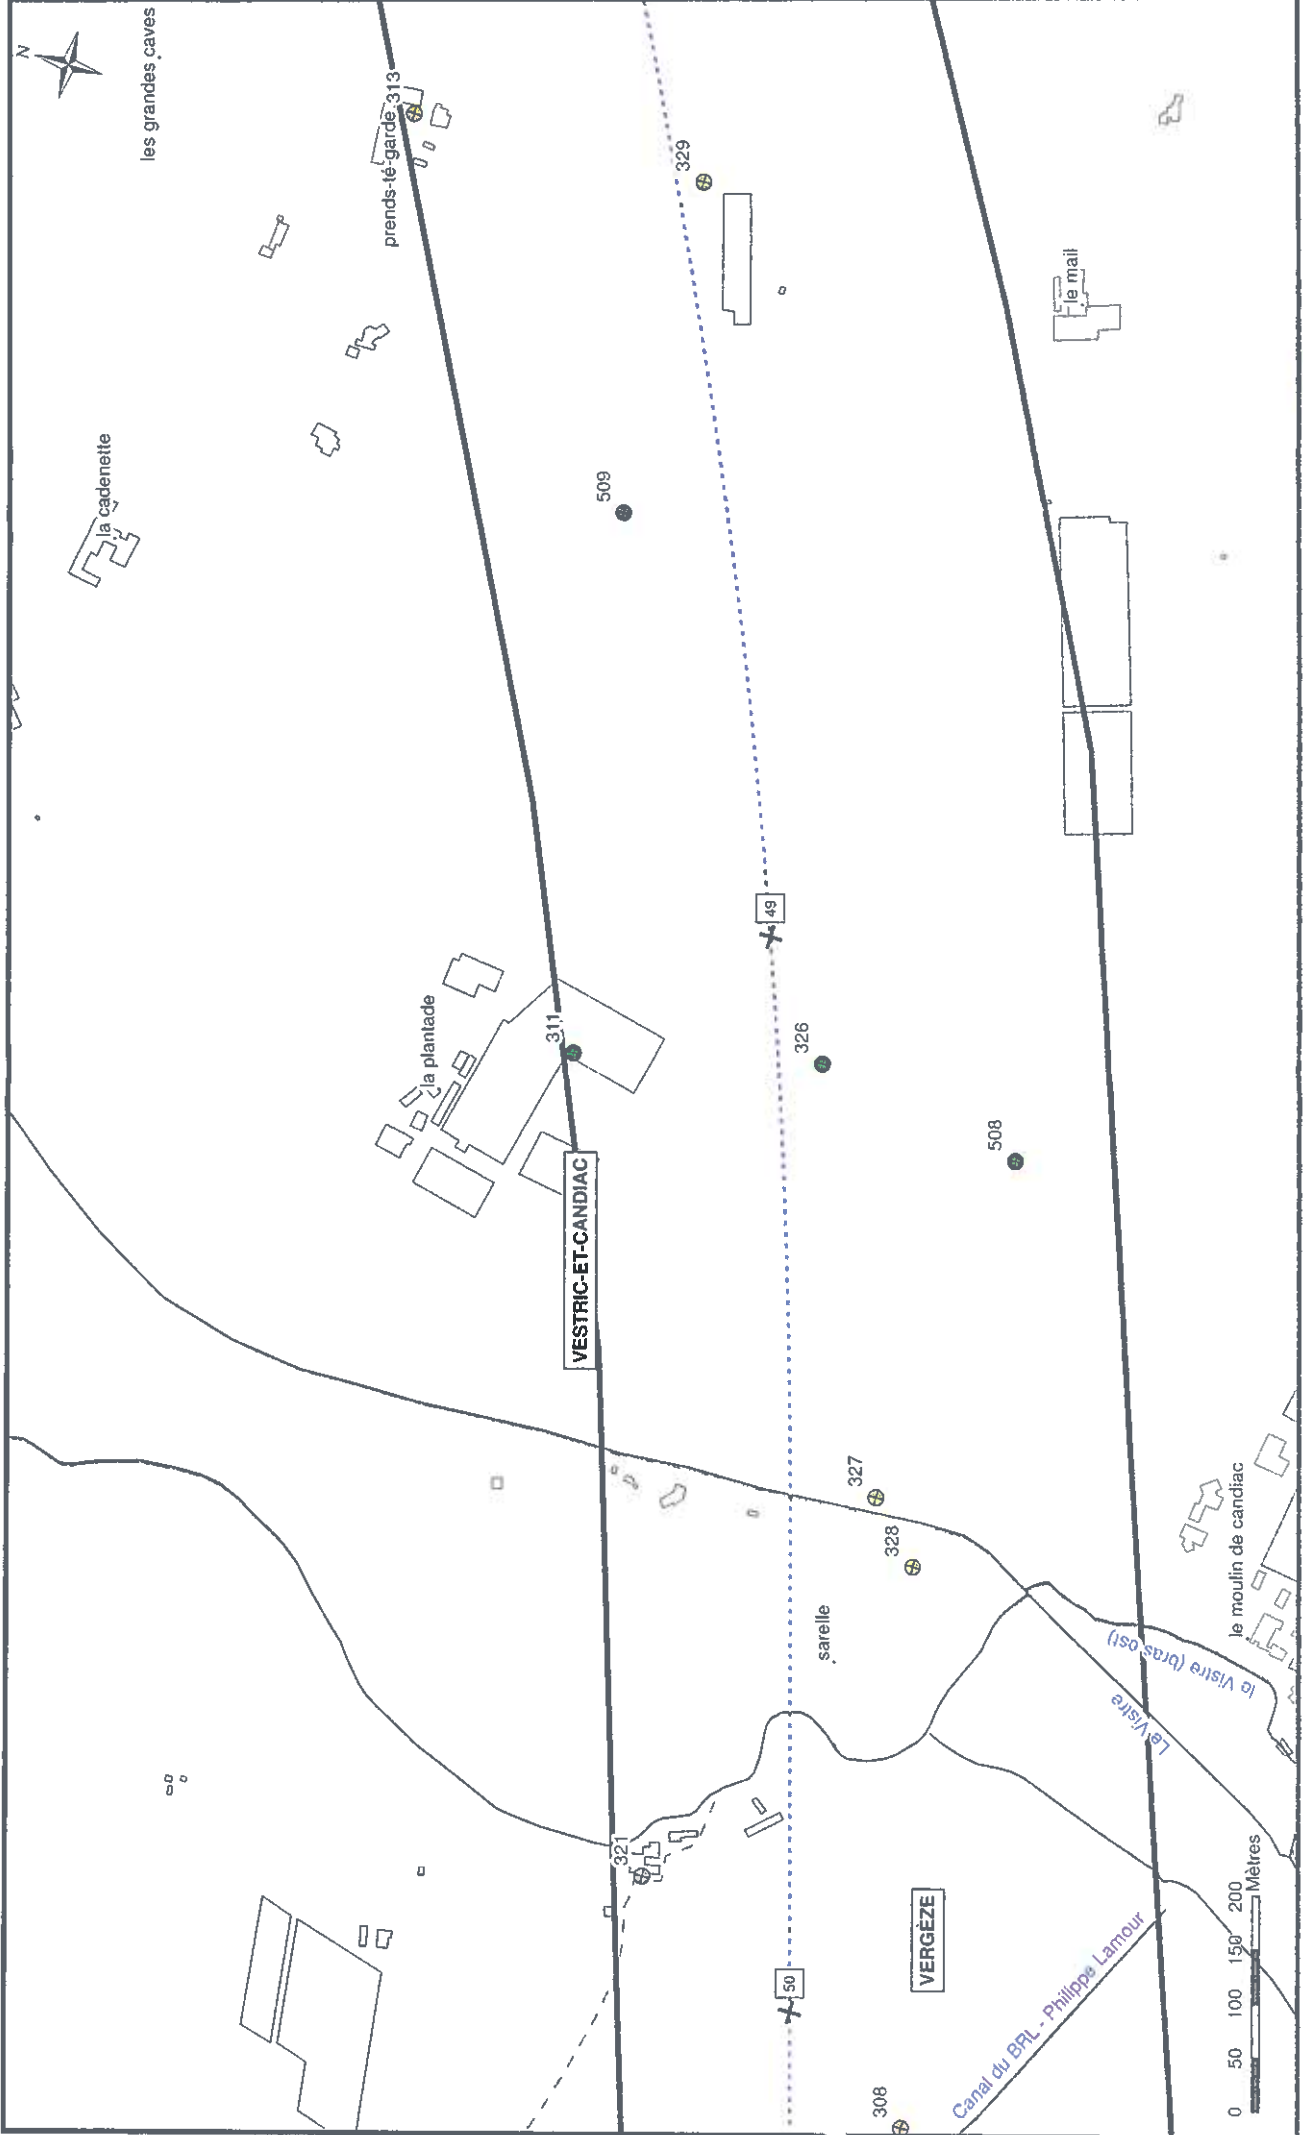 N
les grandes caves
prends-té-garde
313
329
la cadenette
le mail
509
49
la plantade
311
326
508
VESTRIC-ET-CANDIAC
327
328
sarelle
le moulin de candiac
le Vistre (bras est)
Le Vistre
321
VERGÈZE
50
Canal du BRL - Philippe Lamour
308
0 50 100 150 200
Mètres